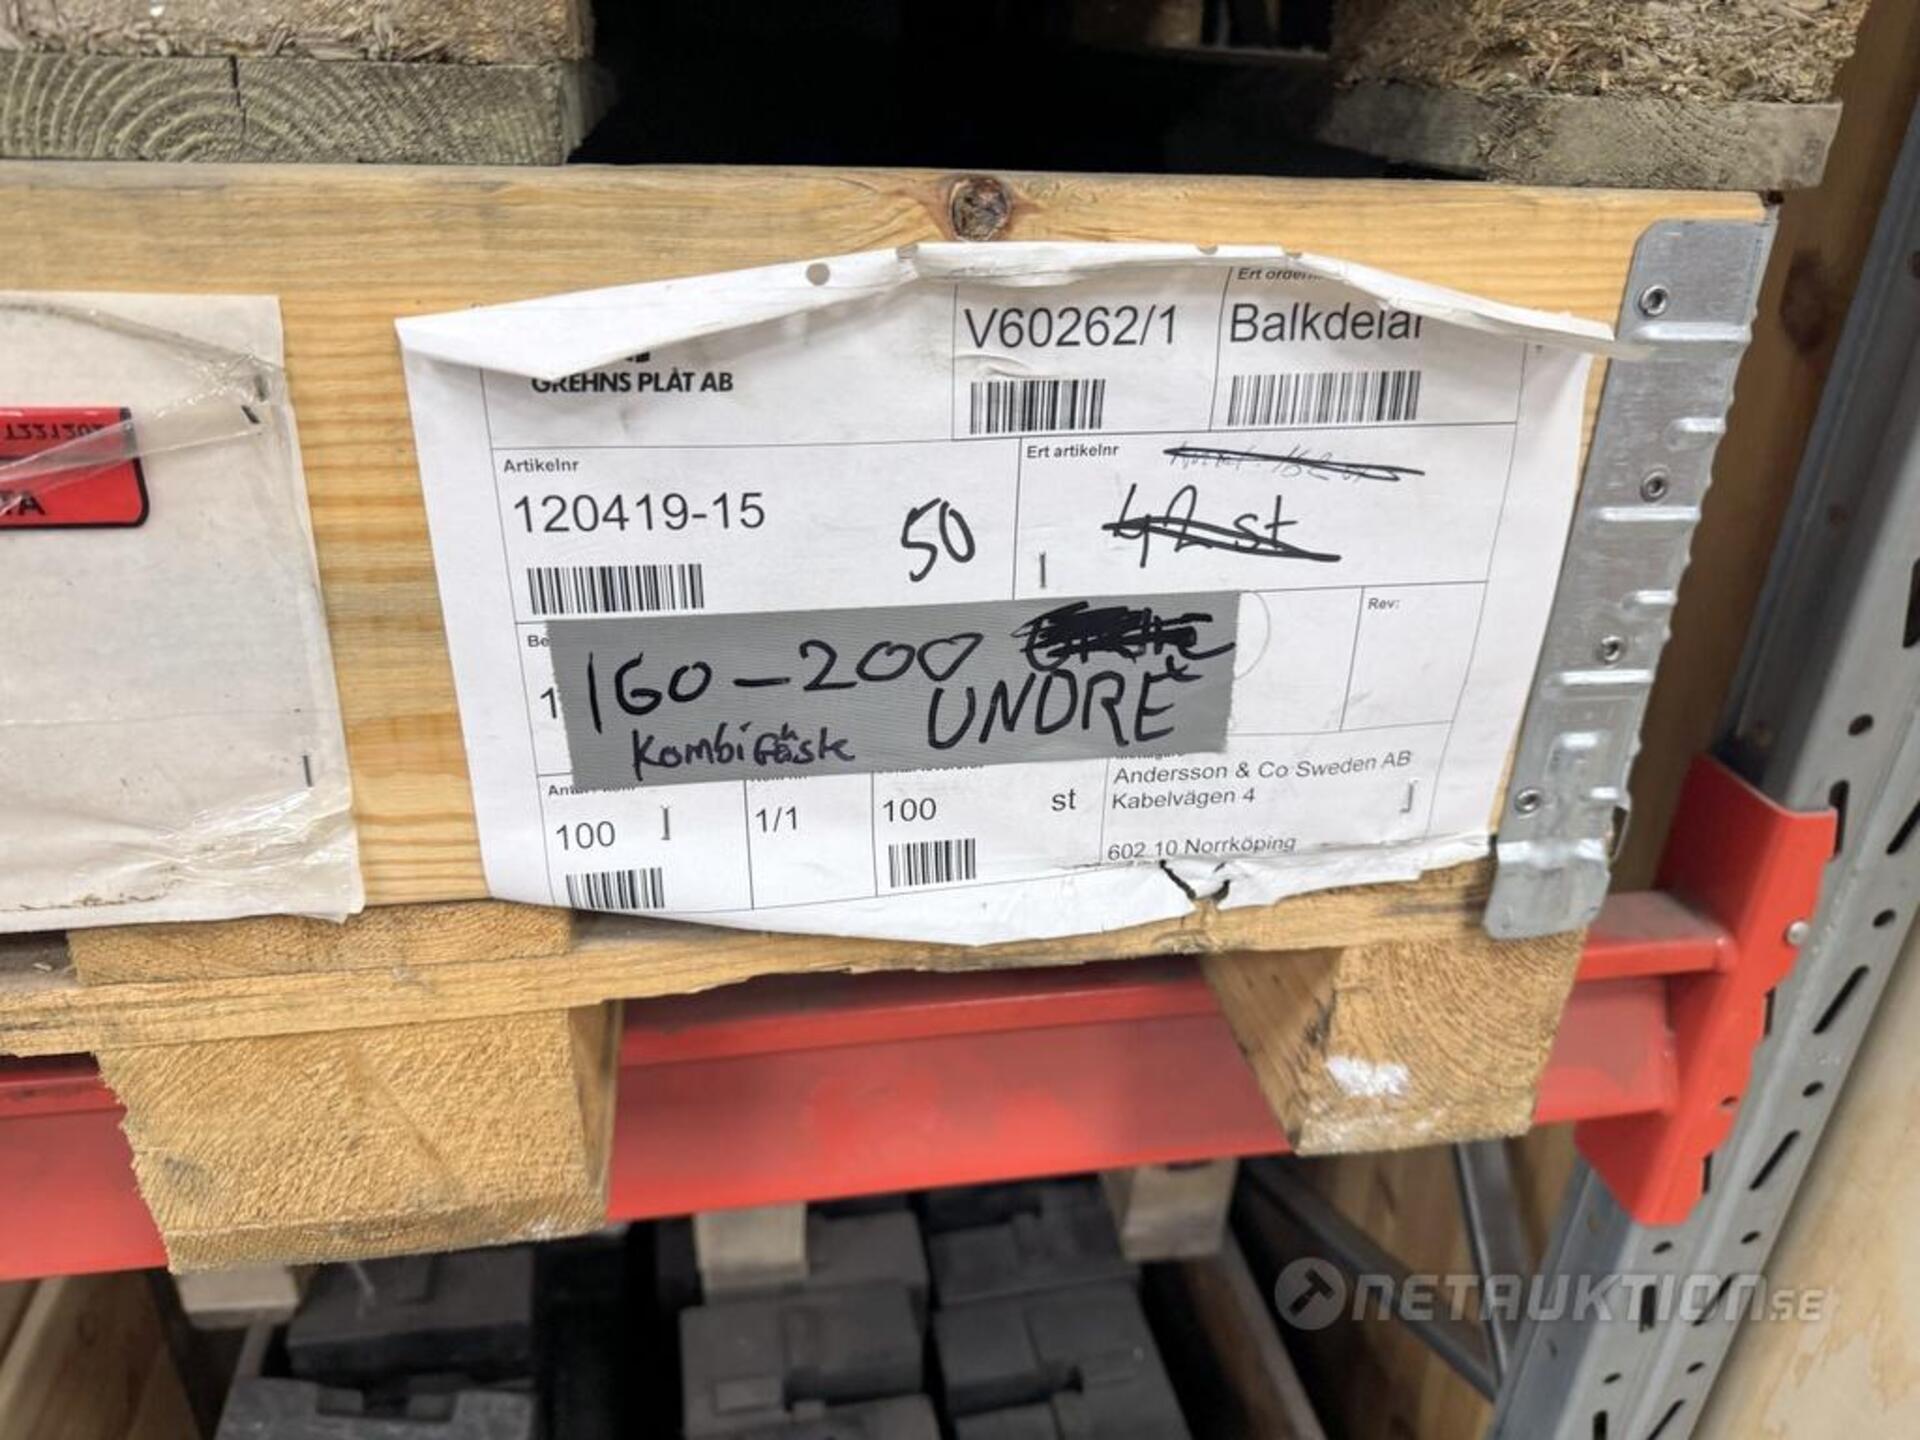 GREHNS PLÅT AB
V60262/1
Balkdelar
Artikelnr
120419-15
50
Ert artikelnr
42 st
160-200
UNDRE
Kombifäste
Rev:
100
1/1
100 st
Andersson & Co Sweden AB
Kabelvägen 4
602 10 Norrköping
NETAUKTION.SE